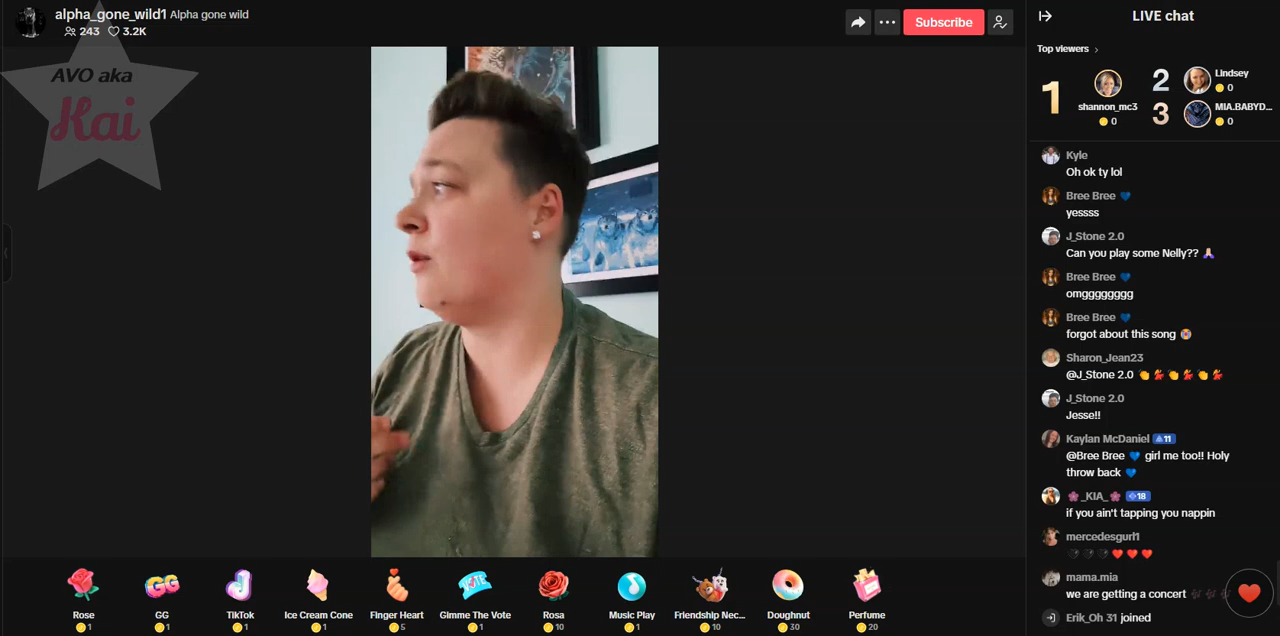 alpha_gone_wild1 Alpha gone wild
243 3.2K
Subscribe
AVO aka
Kai
LIVE chat
Top viewers
1
shannon_mc3
0
2
Lindsey
0
3
MIA.BABYD...
0
Kyle
Oh ok ty lol
Bree Bree
yessss
J_Stone 2.0
Can you play some Nelly??
Bree Bree
omgggggggg
Bree Bree
forgot about this song
Sharon_Jean23
@J_Stone 2.0
J_Stone 2.0
Jesse!!
Kaylan McDaniel 11
@Bree Bree girl me too!! Holy
throw back
_KIA_ 18
if you ain't tapping you nappin
mercedesgurl1
mama.mia
we are getting a concert
Erik_Oh 31 joined
GG
VOTE
Rose
1
GG
1
TikTok
1
Ice Cream Cone
1
Finger Heart
5
Gimme The Vote
1
Rosa
10
Music Play
1
Friendship Nec...
10
Doughnut
30
Perfume
20